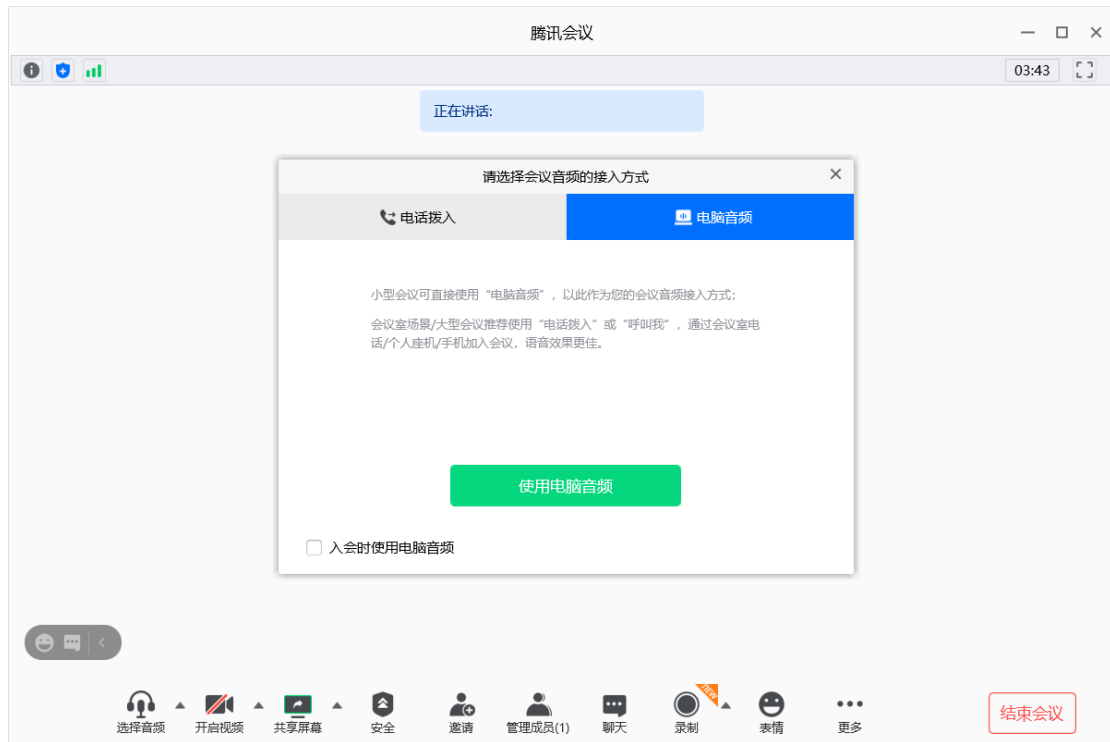 腾讯会议
03:43
正在讲话:
请选择会议音频的接入方式
电话拨入
电脑音频
小型会议可直接使用“电脑音频”，以此作为您的会议音频接入方式;
会议室场景/大型会议推荐使用“电话拨入”或“呼叫我”，通过会议室电
话/个人座机/手机加入会议, 语音效果更佳。
使用电脑音频
入会时使用电脑音频
NEW
选择音频
开启视频
共享屏幕
安全
邀请
管理成员(1)
聊天
录制
表情
更多
结束会议